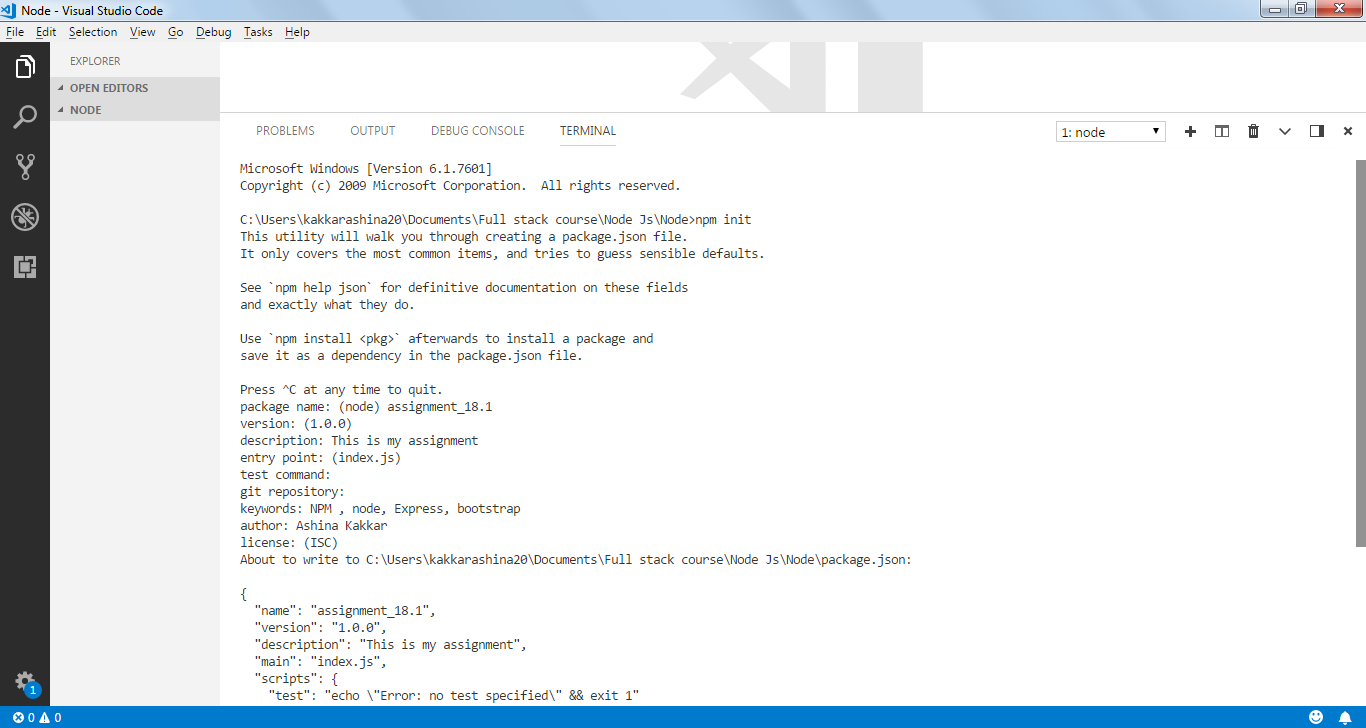 Node - Visual Studio Code
File Edit Selection View Go Debug Tasks Help
EXPLORER
OPEN EDITORS
NODE
PROBLEMS OUTPUT DEBUG CONSOLE TERMINAL
1: node
Microsoft Windows [Version 6.1.7601]
Copyright (c) 2009 Microsoft Corporation.  All rights reserved.
C:\Users\kakkarashina20\Documents\Full stack course\Node Js\Node>npm init
This utility will walk you through creating a package.json file.
It only covers the most common items, and tries to guess sensible defaults.
See `npm help json` for definitive documentation on these fields
and exactly what they do.
Use `npm install <pkg>` afterwards to install a package and
save it as a dependency in the package.json file.
Press ^C at any time to quit.
package name: (node) assignment_18.1
version: (1.0.0)
description: This is my assignment
entry point: (index.js)
test command:
git repository:
keywords: NPM , node, Express, bootstrap
author: Ashina Kakkar
license: (ISC)
About to write to C:\Users\kakkarashina20\Documents\Full stack course\Node Js\Node\package.json:
{
  "name": "assignment_18.1",
  "version": "1.0.0",
  "description": "This is my assignment",
  "main": "index.js",
  "scripts": {
    "test": "echo \"Error: no test specified\" && exit 1"
1
0 0